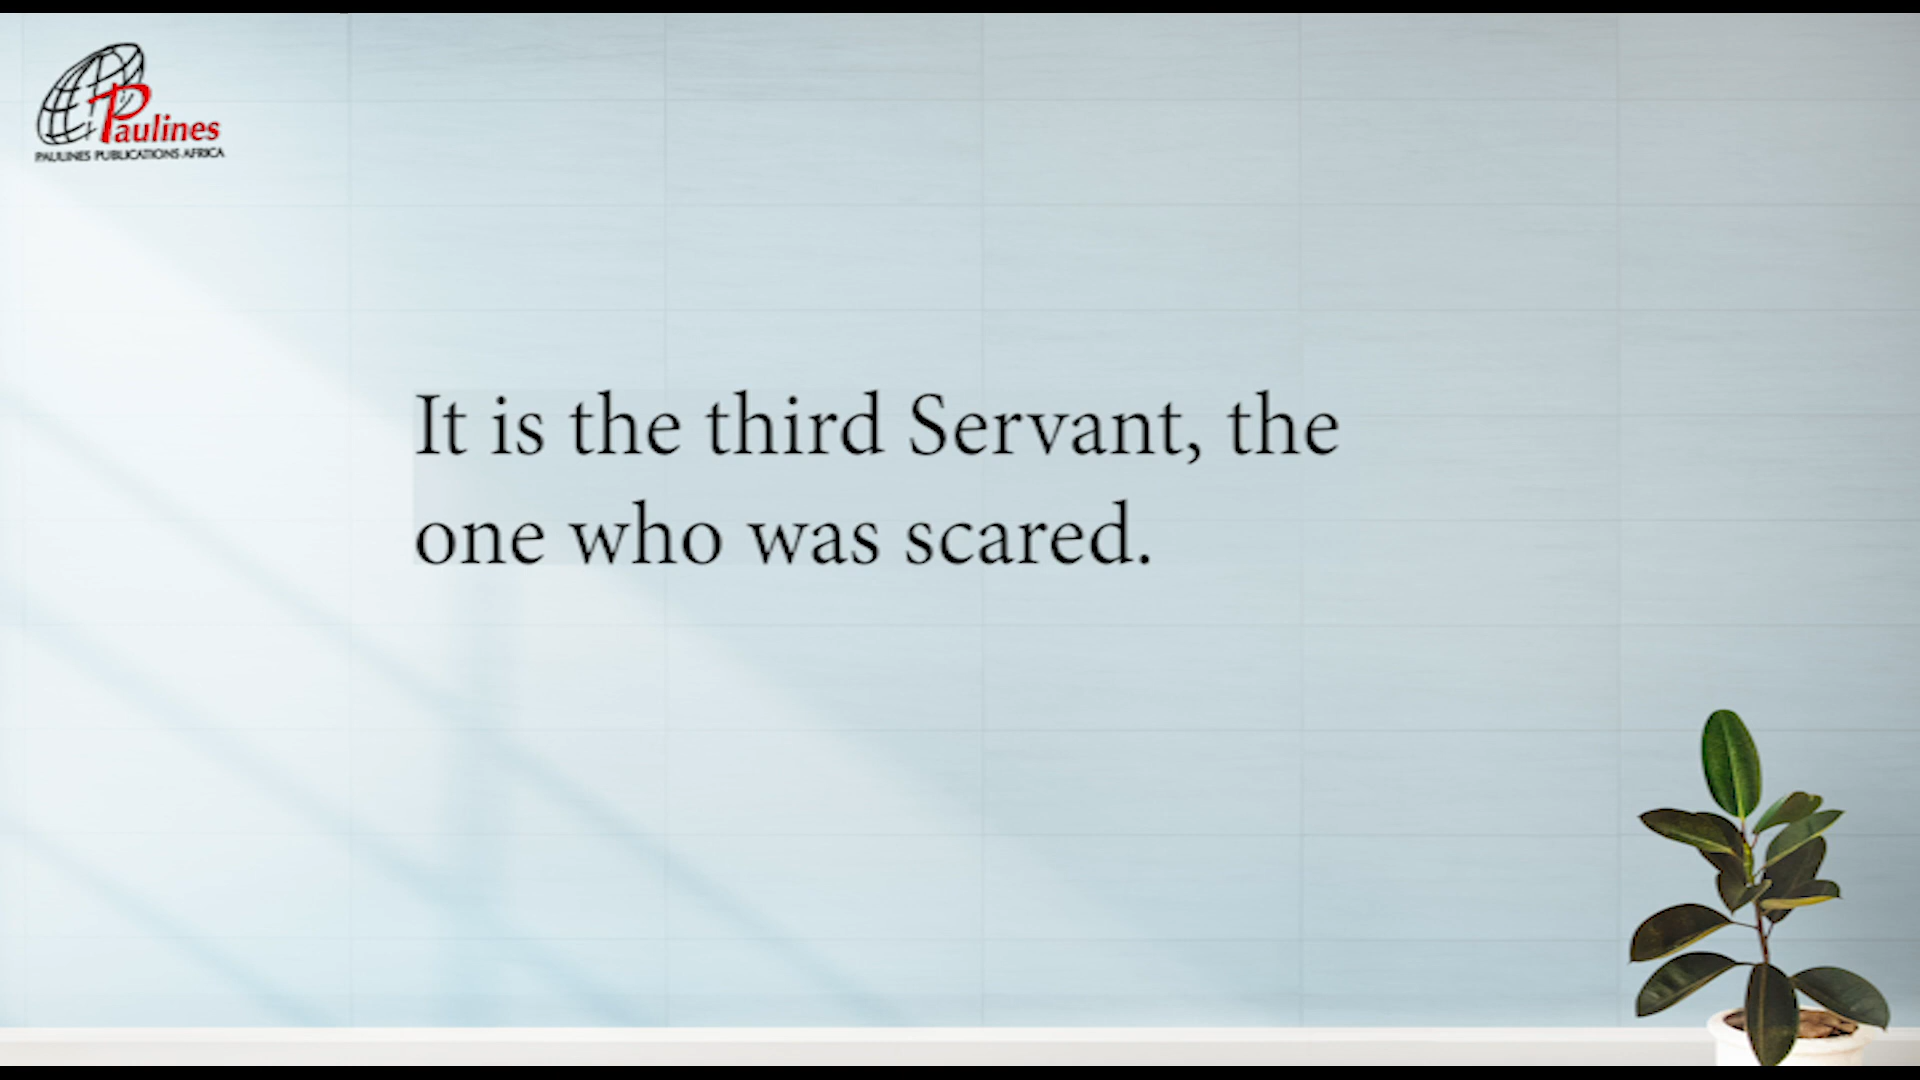 Paulines
PAULINES PUBLICATIONS AFRICA
It is the third Servant, the
one who was scared.